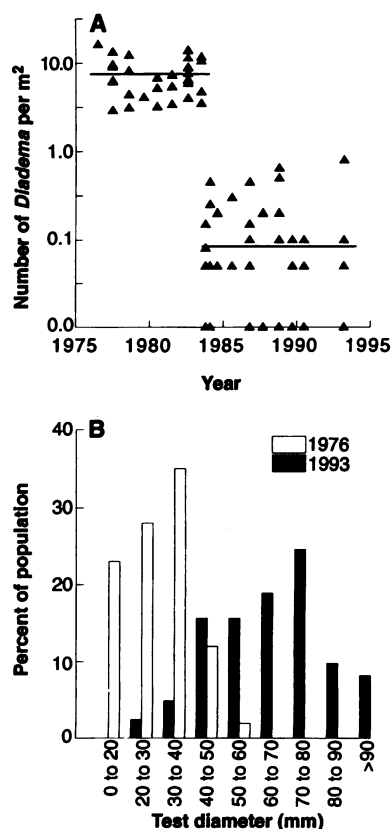 A
Number of Diadema per m²
10.0
1.0
0.1
0.0
1975 1980 1985 1990 1995
Year
B
1976
1993
Percent of population
40
30
20
10
0
0 to 20
20 to 30
30 to 40
40 to 50
50 to 60
60 to 70
70 to 80
80 to 90
>90
Test diameter (mm)